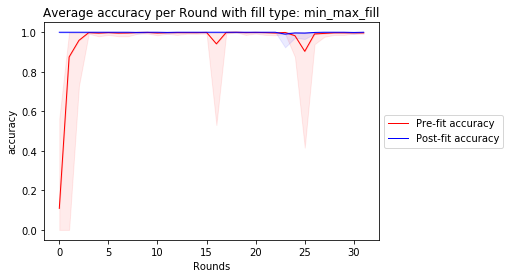 Average accuracy per Round with fill type: min_max_fill
1.0
0.8
0.6
0.4
0.2
0.0
accuracy
0
5
10
15
20
25
30
Rounds
Pre-fit accuracy
Post-fit accuracy